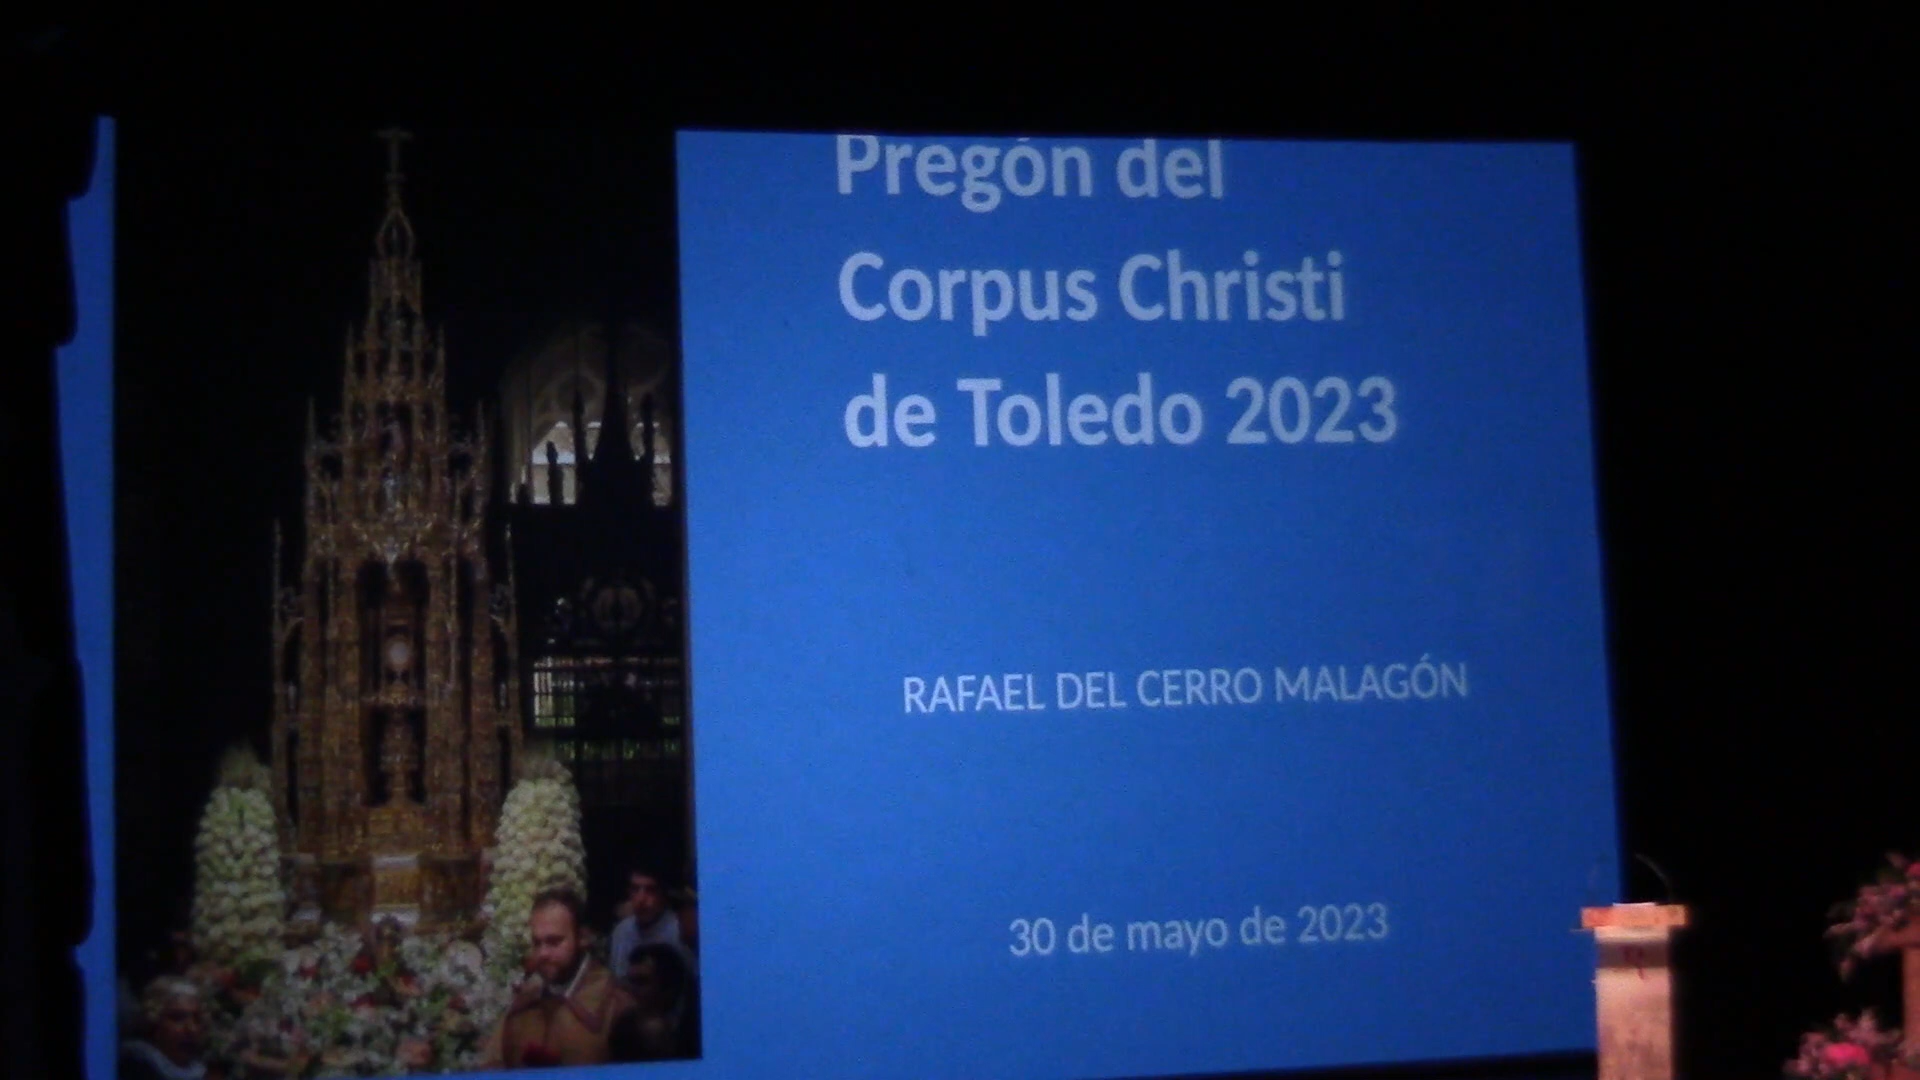 Pregón del
Corpus Christi
de Toledo 2023
RAFAEL DEL CERRO MALAGÓN
30 de mayo de 2023